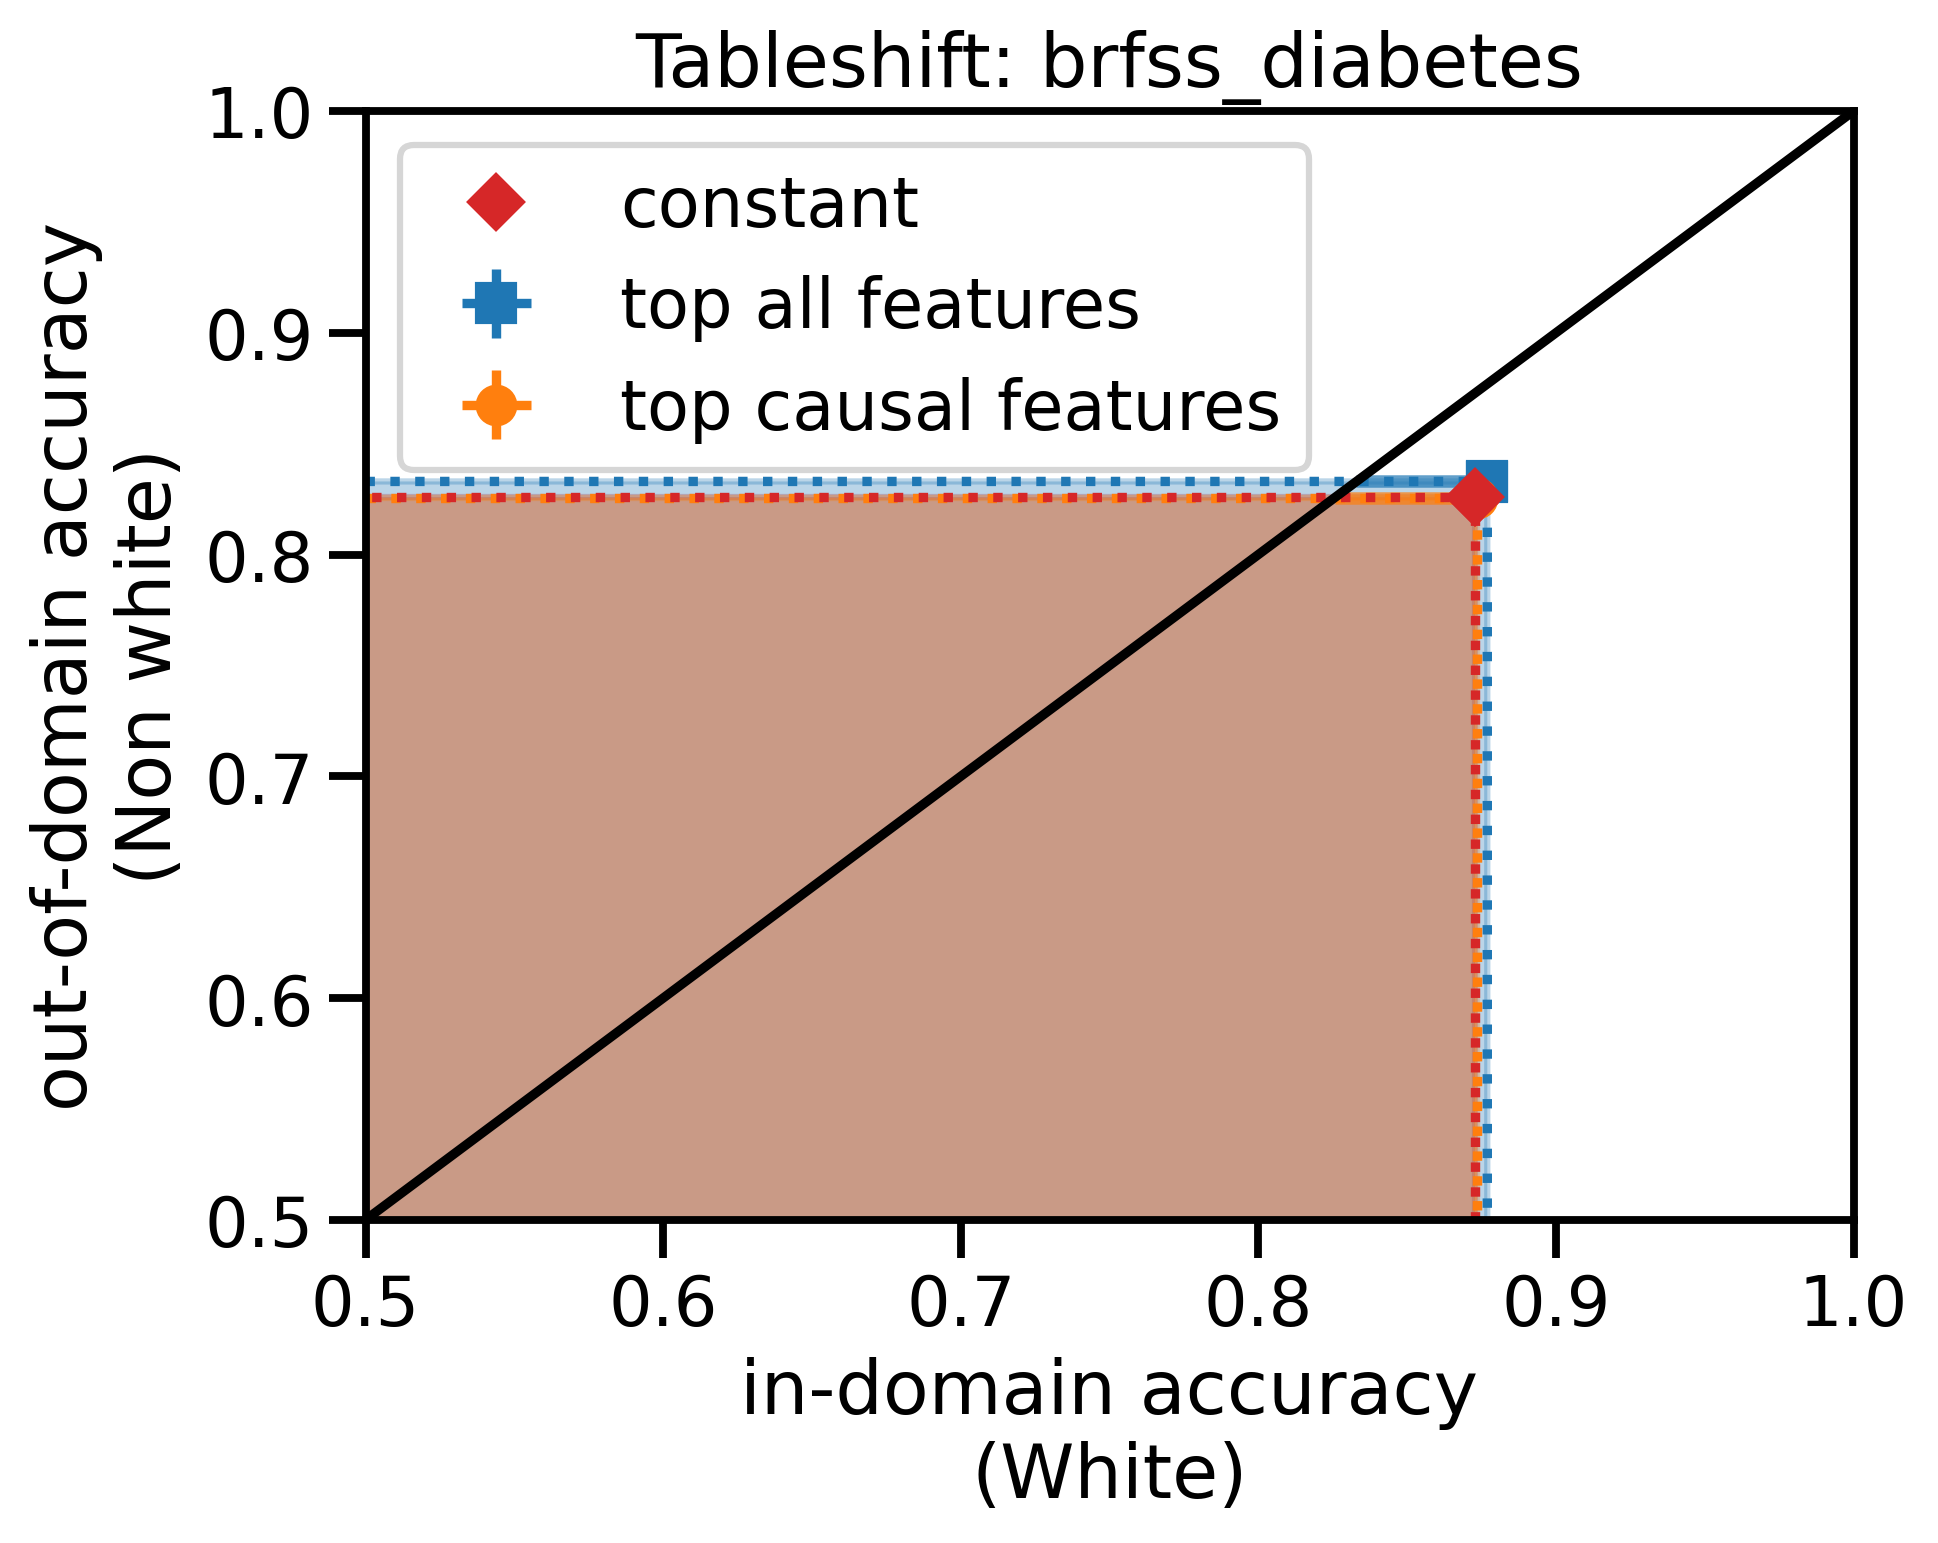 Tableshift: brfss_diabetes
constant
top all features
top causal features
1.0
0.9
0.8
0.7
0.6
0.5
out-of-domain accuracy
(Non white)
0.5 0.6 0.7 0.8 0.9 1.0
in-domain accuracy
(White)